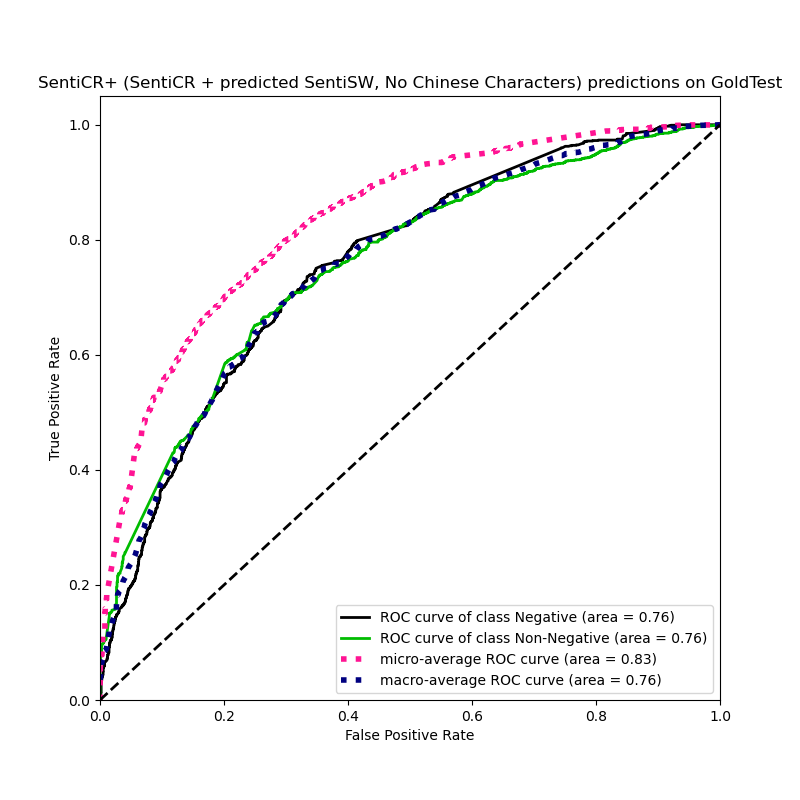 SentiCR+ (SentiCR + predicted SentiSW, No Chinese Characters) predictions on GoldTest
1.0
0.8
0.6
0.4
0.2
0.0
True Positive Rate
ROC curve of class Negative (area = 0.76)
ROC curve of class Non-Negative (area = 0.76)
micro-average ROC curve (area = 0.83)
macro-average ROC curve (area = 0.76)
0.0 0.2 0.4 0.6 0.8 1.0
False Positive Rate